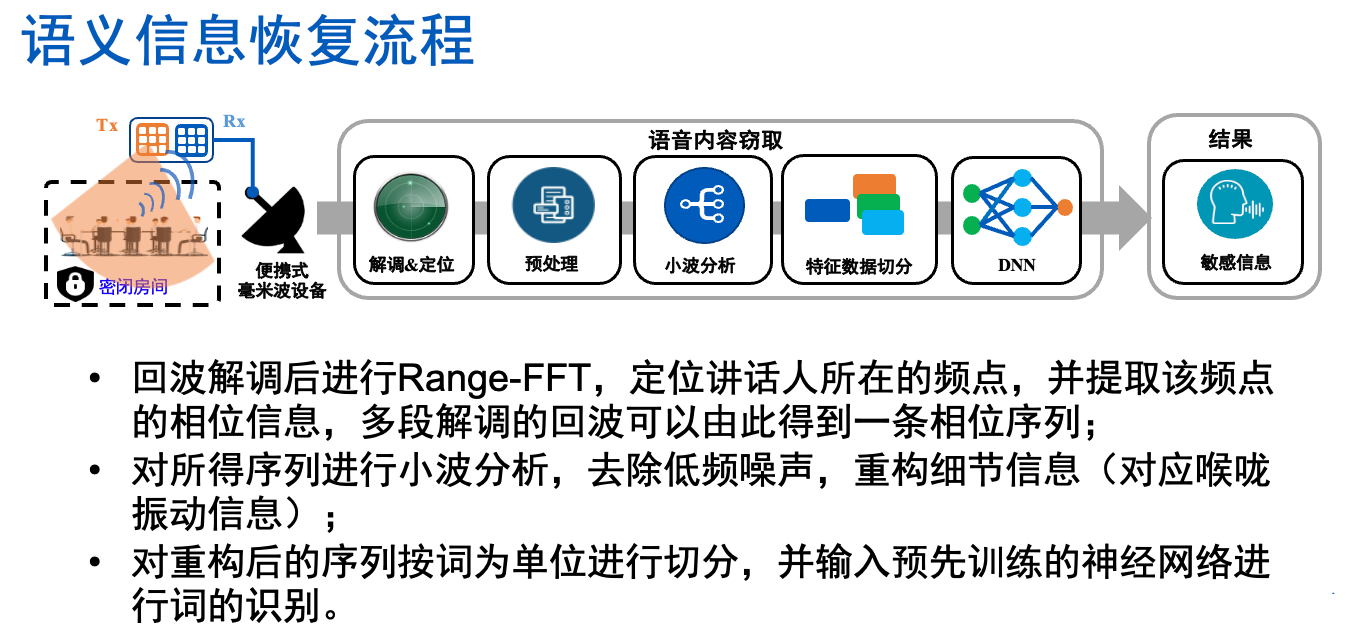 语义信息恢复流程
Tx
Rx
密闭房间
便携式
毫米波设备
语音内容窃取
解调&定位
预处理
小波分析
特征数据切分
DNN
结果
敏感信息
• 回波解调后进行Range-FFT，定位讲话人所在的频点，并提取该频点
的相位信息，多段解调的回波可以由此得到一条相位序列；
• 对所得序列进行小波分析，去除低频噪声，重构细节信息（对应喉咙
振动信息）；
• 对重构后的序列按词为单位进行切分，并输入预先训练的神经网络进
行词的识别。